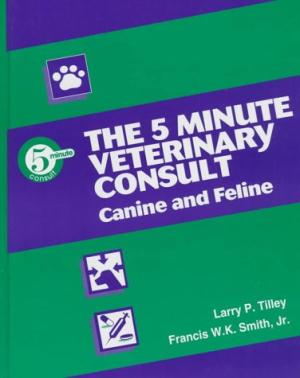 5 minute
consult
THE 5 MINUTE
VETERINARY
CONSULT
Canine and Feline
Larry P. Tilley
Francis W.K. Smith, Jr.